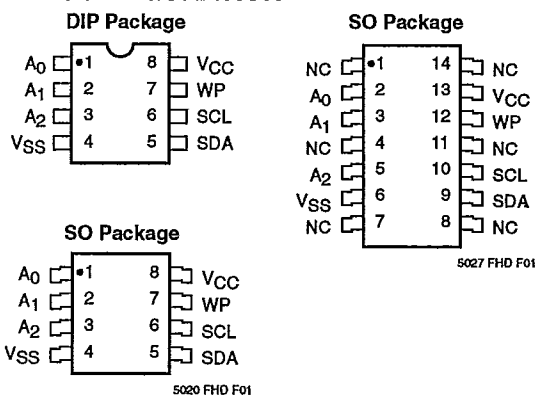 DIP Package
A0 1 8 VCC
A1 2 7 WP
A2 3 6 SCL
VSS 4 5 SDA
SO Package
NC 1 14 NC
A0 2 13 VCC
A1 3 12 WP
NC 4 11 NC
A2 5 10 SCL
VSS 6 9 SDA
NC 7 8 NC
5027 FHD F01
SO Package
A0 1 8 VCC
A1 2 7 WP
A2 3 6 SCL
VSS 4 5 SDA
5020 FHD F01